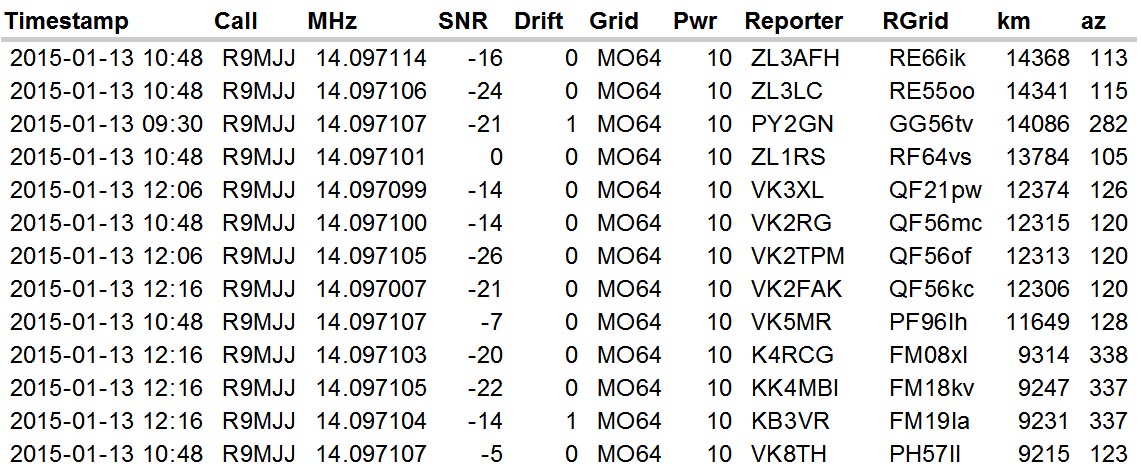 Timestamp Call MHz SNR Drift Grid Pwr Reporter RGrid km az
2015-01-13 10:48 R9MJJ 14.097114 -16 0 MO64 10 ZL3AFH RE66ik 14368 113
2015-01-13 10:48 R9MJJ 14.097106 -24 0 MO64 10 ZL3LC RE55oo 14341 115
2015-01-13 09:30 R9MJJ 14.097107 -21 1 MO64 10 PY2GN GG56tv 14086 282
2015-01-13 10:48 R9MJJ 14.097101 0 0 MO64 10 ZL1RS RF64vs 13784 105
2015-01-13 12:06 R9MJJ 14.097099 -14 0 MO64 10 VK3XL QF21pw 12374 126
2015-01-13 10:48 R9MJJ 14.097100 -14 0 MO64 10 VK2RG QF56mc 12315 120
2015-01-13 12:06 R9MJJ 14.097105 -26 0 MO64 10 VK2TPM QF56of 12313 120
2015-01-13 12:16 R9MJJ 14.097007 -21 0 MO64 10 VK2FAK QF56kc 12306 120
2015-01-13 10:48 R9MJJ 14.097107 -7 0 MO64 10 VK5MR PF96lh 11649 128
2015-01-13 12:16 R9MJJ 14.097103 -20 0 MO64 10 K4RCG FM08xl 9314 338
2015-01-13 12:16 R9MJJ 14.097105 -22 0 MO64 10 KK4MBI FM18kv 9247 337
2015-01-13 12:16 R9MJJ 14.097104 -14 1 MO64 10 KB3VR FM19la 9231 337
2015-01-13 10:48 R9MJJ 14.097107 -5 0 MO64 10 VK8TH PH57ll 9215 123